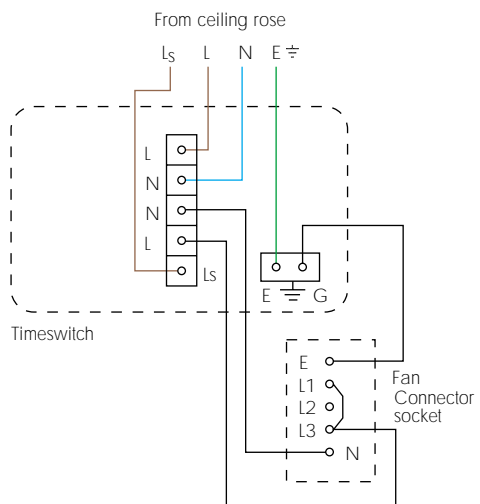 From ceiling rose
Ls L N E
L
N
N
L
Ls
E G
Timeswitch
E
L1
L2
L3
N
Fan
Connector
socket